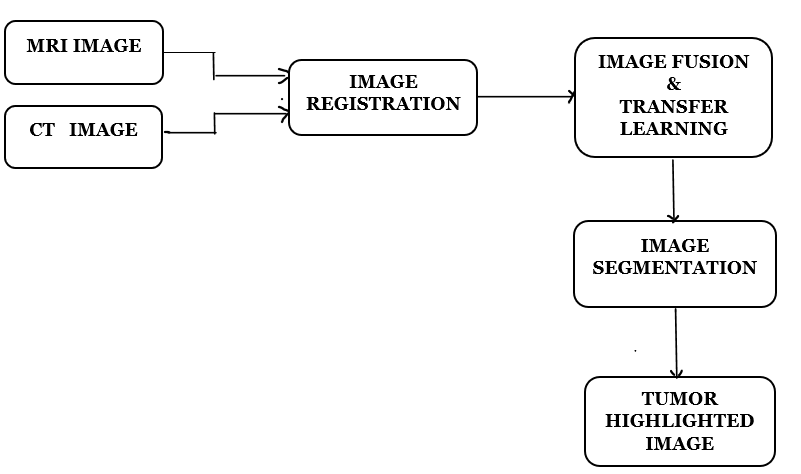 MRI IMAGE
CT IMAGE
IMAGE
REGISTRATION
IMAGE FUSION
&
TRANSFER
LEARNING
IMAGE
SEGMENTATION
TUMOR
HIGHLIGHTED
IMAGE